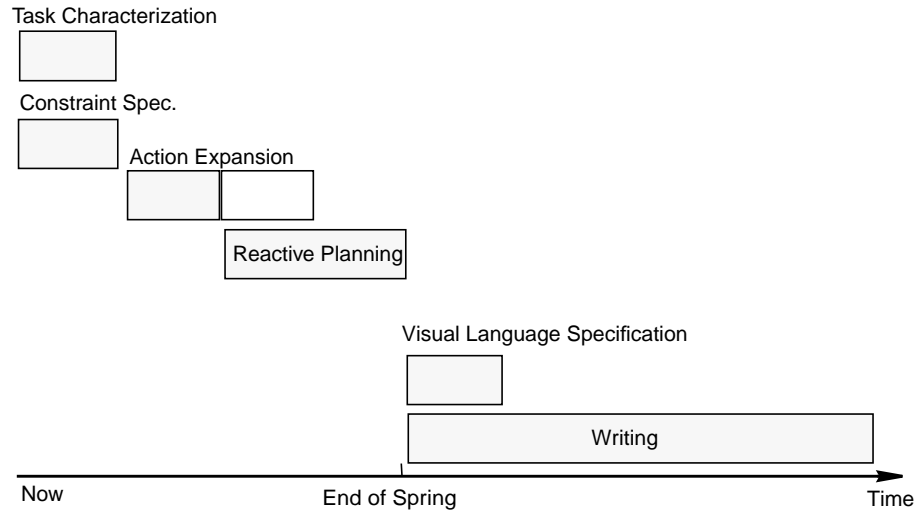 Task Characterization
Constraint Spec.
Action Expansion
Reactive Planning
Visual Language Specification
Writing
Now
End of Spring
Time